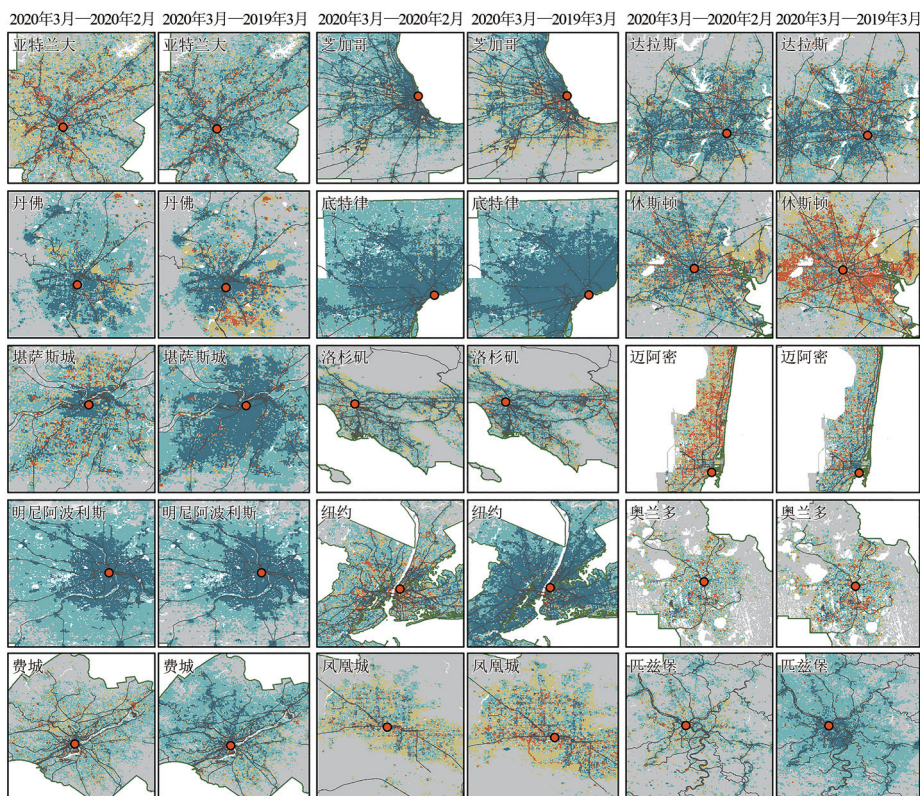 2020年3月—2020年2月 2020年3月—2019年3月 2020年3月—2020年2月 2020年3月—2019年3月 2020年3月—2020年2月 2020年3月—2019年3月
亚特兰大 亚特兰大 芝加哥 芝加哥 达拉斯 达拉斯
丹佛 丹佛 底特律 底特律 休斯顿 休斯顿
堪萨斯城 堪萨斯城 洛杉矶 洛杉矶 迈阿密 迈阿密
明尼阿波利斯 明尼阿波利斯 纽约 纽约 奥兰多 奥兰多
费城 费城 凤凰城 凤凰城 匹兹堡 匹兹堡